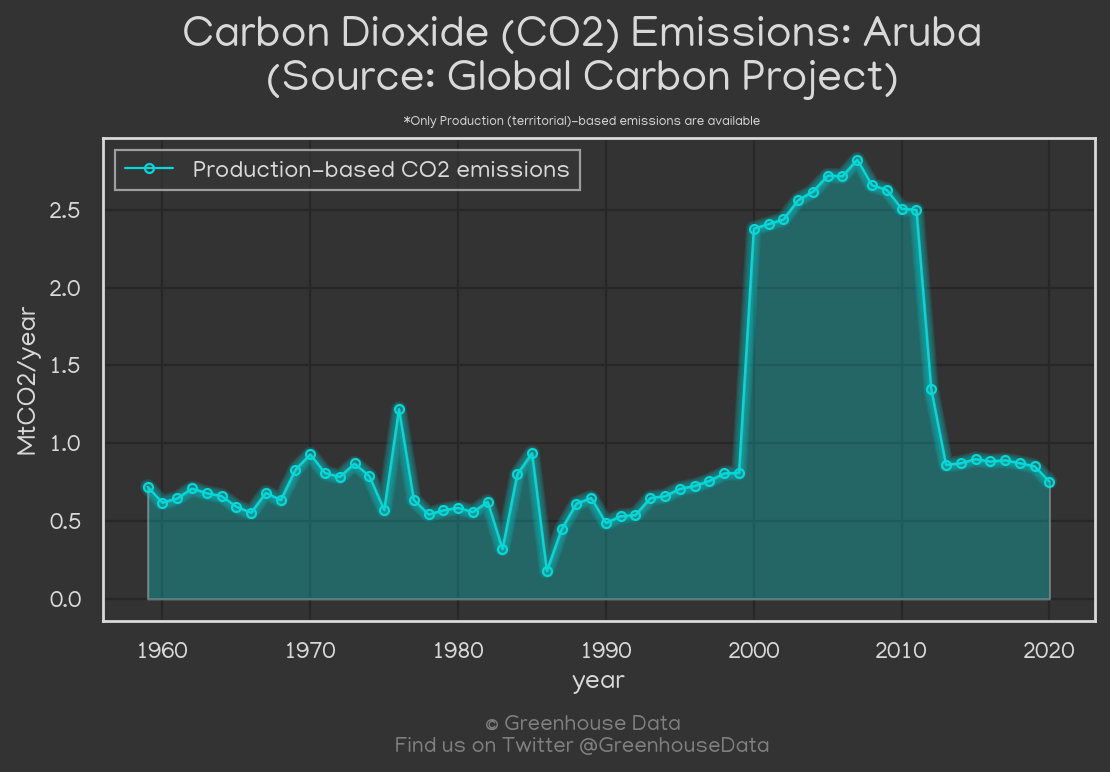 Carbon Dioxide (CO2) Emissions: Aruba
(Source: Global Carbon Project)
*Only Production (territorial)-based emissions are available
Production-based CO2 emissions
2.5
2.0
1.5
1.0
0.5
0.0
MtCO2/year
1960 1970 1980 1990 2000 2010 2020
year
© Greenhouse Data
Find us on Twitter @GreenhouseData